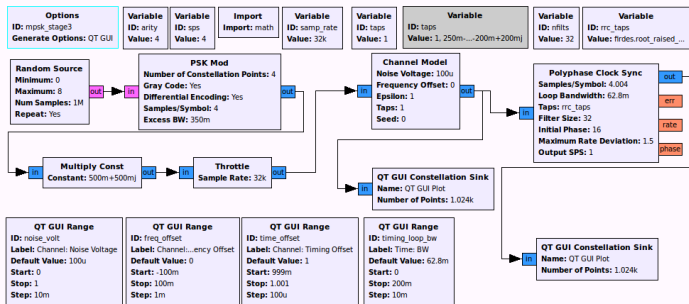 Options
ID: mpsk_stage3
Generate Options: QT GUI
Variable
ID: arity
Value: 4
Variable
ID: sps
Value: 4
Import
Import: math
Variable
ID: samp_rate
Value: 32k
Variable
ID: taps
Value: 1
Variable
ID: taps
Value: 1, 250m-...-200m+200mj
Variable
ID: nfilts
Value: 32
Variable
ID: rrc_taps
Value: firdes.root_raised_...
Random Source
Minimum: 0
Maximum: 8
Num Samples: 1M
Repeat: Yes
out
in
PSK Mod
Number of Constellation Points: 4
Gray Code: Yes
Differential Encoding: Yes
Samples/Symbol: 4
Excess BW: 350m
out
in
Channel Model
Noise Voltage: 100u
Frequency Offset: 0
Epsilon: 1
Taps: 1
Seed: 0
out
in
Polyphase Clock Sync
Samples/Symbol: 4.004
Loop Bandwidth: 62.8m
Taps: rrc_taps
Filter Size: 32
Initial Phase: 16
Maximum Rate Deviation: 1.5
Output SPS: 1
out
err
rate
phase
in
Multiply Const
Constant: 500m+500mj
out
in
Throttle
Sample Rate: 32k
out
in
QT GUI Constellation Sink
Name: QT GUI Plot
Number of Points: 1.024k
QT GUI Range
ID: noise_volt
Label: Channel: Noise Voltage
Default Value: 100u
Start: 0
Stop: 1
Step: 10m
QT GUI Range
ID: freq_offset
Label: Channel:...ency Offset
Default Value: 0
Start: -100m
Stop: 100m
Step: 1m
QT GUI Range
ID: time_offset
Label: Channel: Timing Offset
Default Value: 1
Start: 999m
Stop: 1.001
Step: 100u
QT GUI Range
ID: timing_loop_bw
Label: Time: BW
Default Value: 62.8m
Start: 0
Stop: 200m
Step: 10m
in
QT GUI Constellation Sink
Name: QT GUI Plot
Number of Points: 1.024k